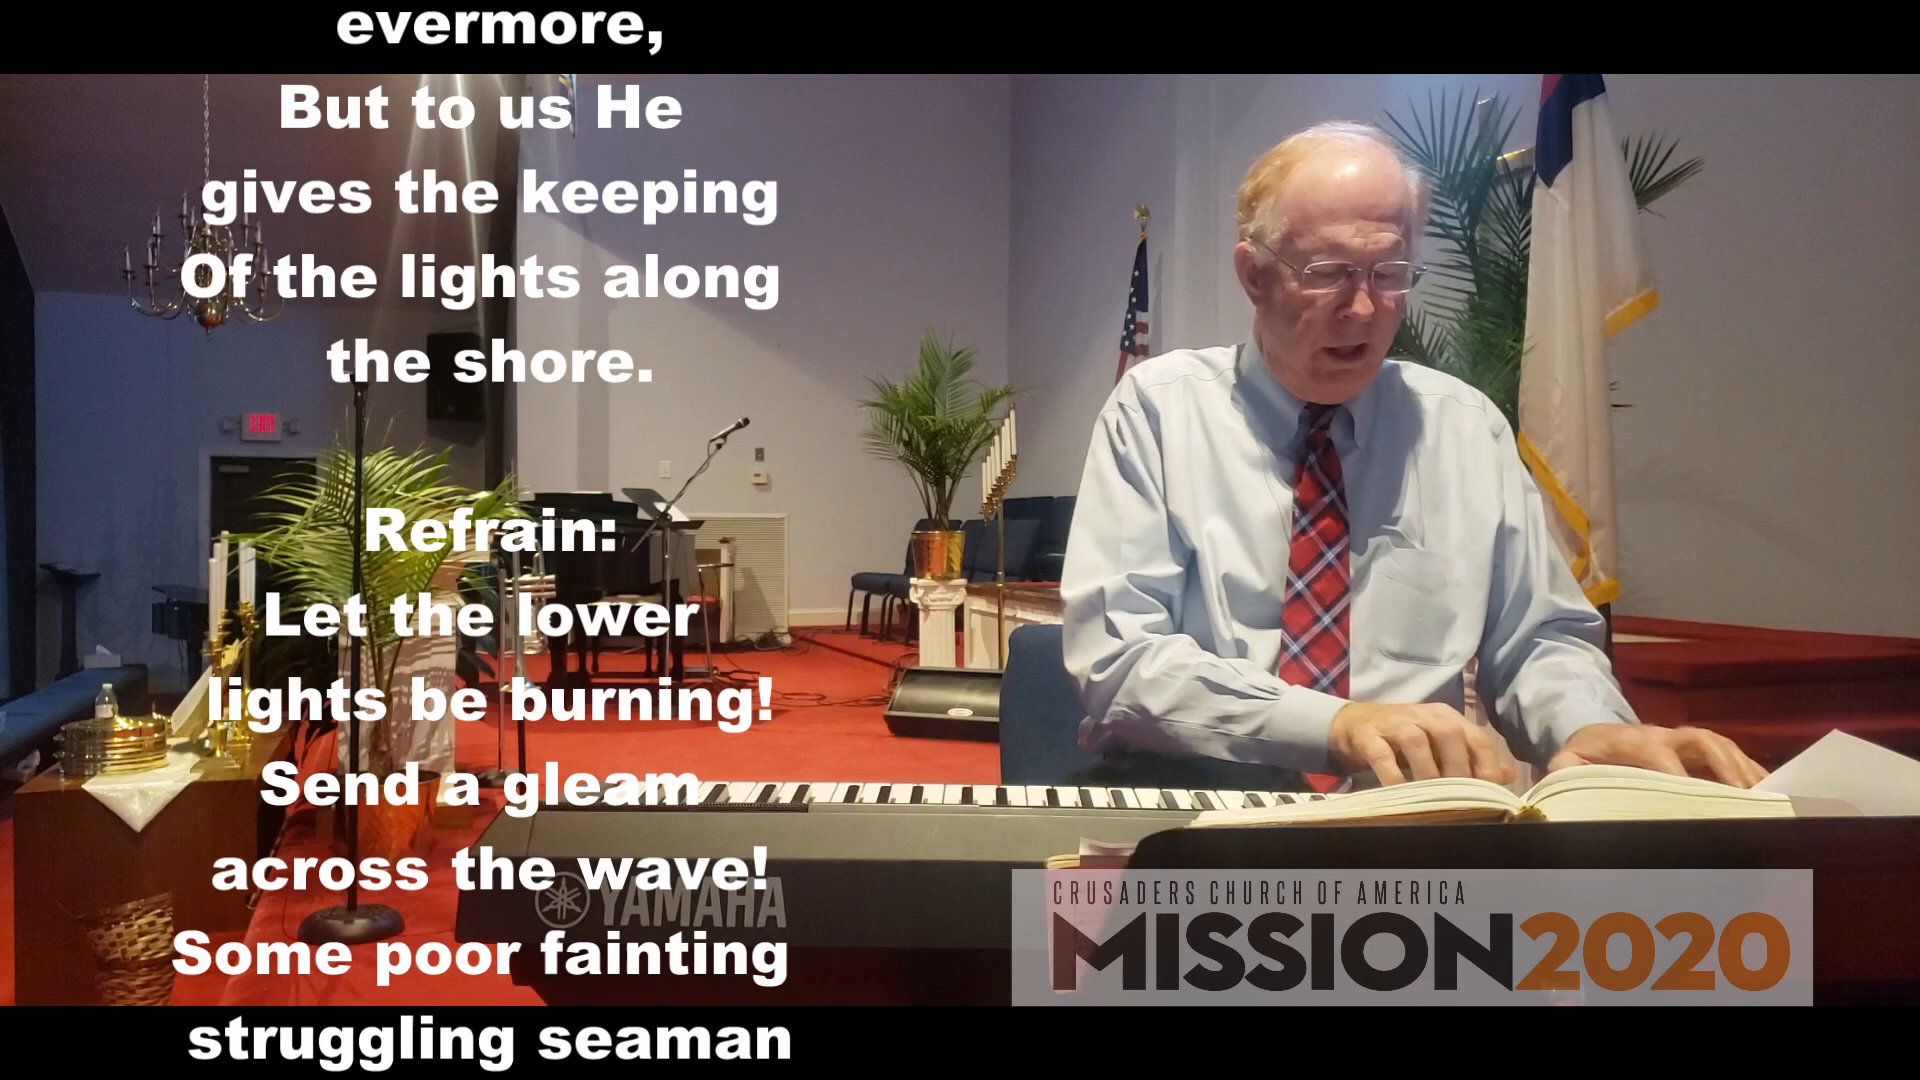 evermore,
But to us He
gives the keeping
Of the lights along
the shore.
Refrain:
Let the lower
lights be burning!
Send a gleam
across the wave!
Some poor fainting
struggling seaman
EXIT
YAMAHA
CRUSADERS CHURCH OF AMERICA
MISSION2020